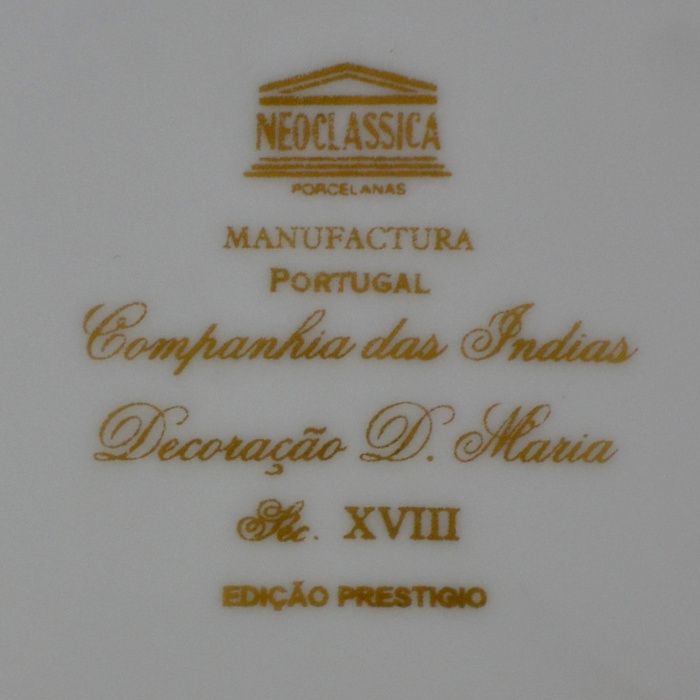 NEOCLASSICA
PORCELANAS
MANUFACTURA
PORTUGAL
Companhia das Indias
Decoração D. Maria
Séc. XVIII
EDIÇÃO PRESTIGIO